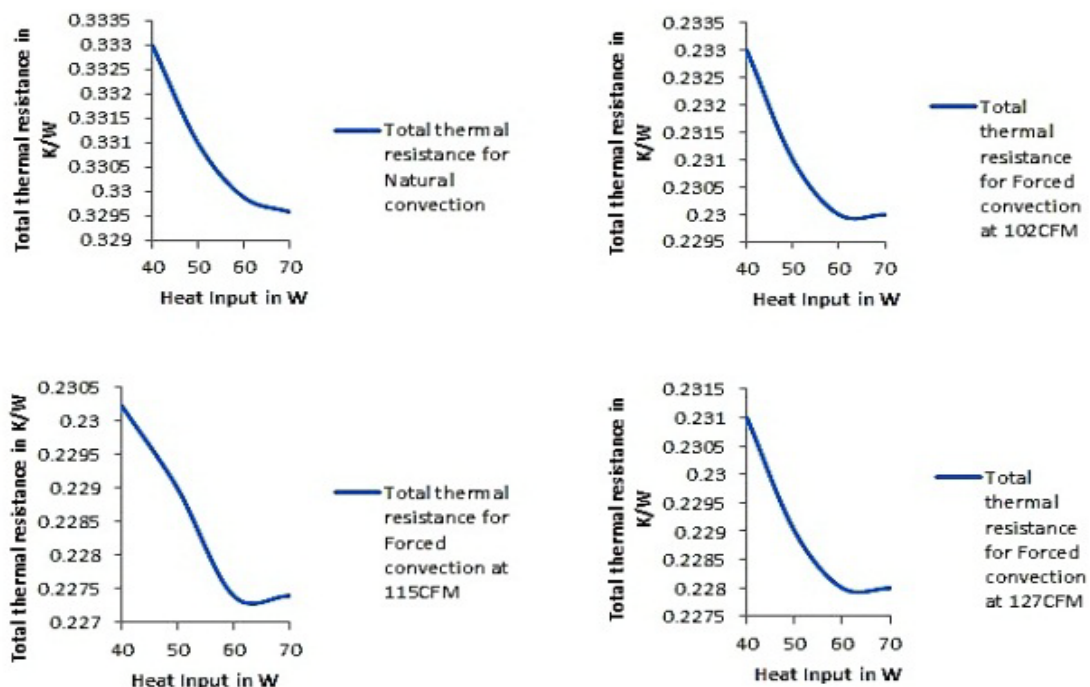 Total thermal resistance in
K/W
0.3335
0.333
0.3325
0.332
0.3315
0.331
0.3305
0.33
0.3295
0.329
40 50 60 70
Heat Input in W
Total thermal
resistance for
Natural
convection
Total thermal resistance in
K/W
0.2335
0.233
0.2325
0.232
0.2315
0.231
0.2305
0.23
0.2295
40 50 60 70
Heat Input in W
Total
thermal
resistance
for Forced
convection
at 102CFM
Total thermal resistance in K/W
0.2305
0.23
0.2295
0.229
0.2285
0.228
0.2275
0.227
40 50 60 70
Heat Input in W
Total thermal
resistance for
Forced
convection at
115CFM
Total thermal resistance in
K/W
0.2315
0.231
0.2305
0.23
0.2295
0.229
0.2285
0.228
0.2275
40 50 60 70
Heat Input in W
Total
thermal
resistance
for Forced
convection
at 127CFM